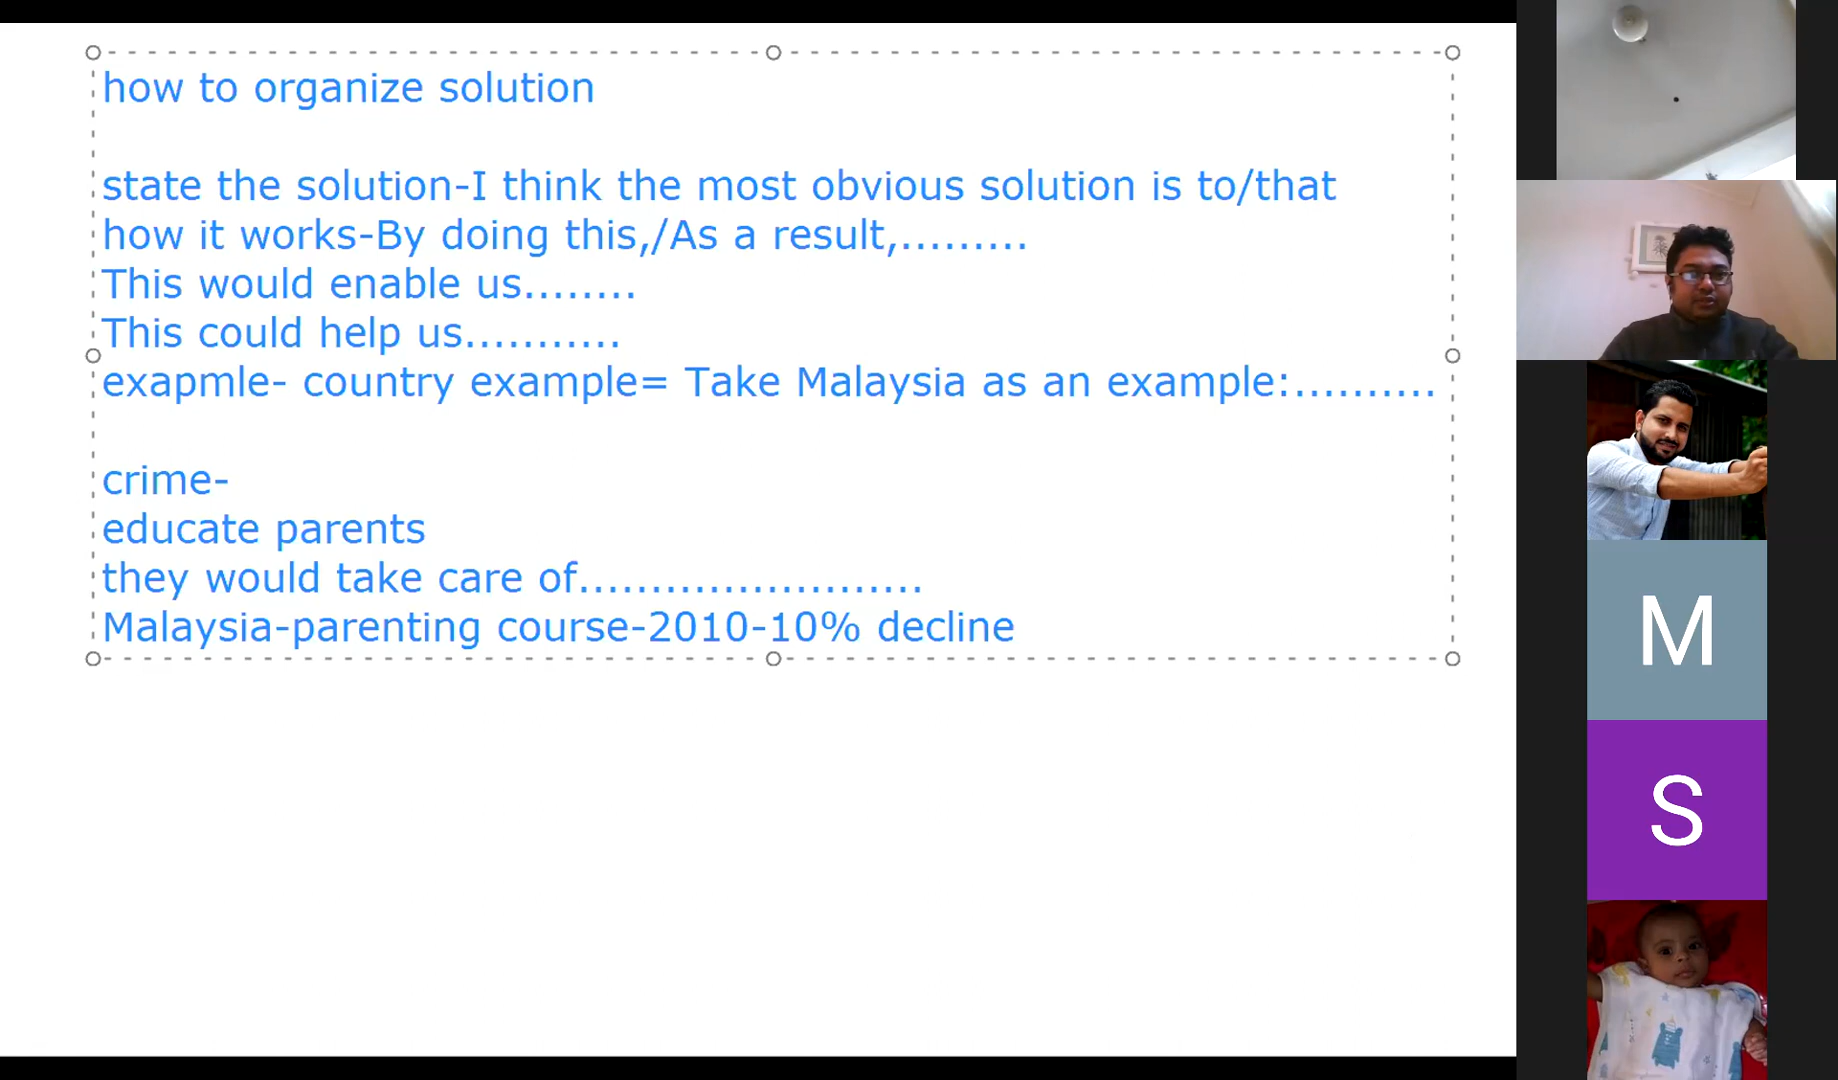 how to organize solution
state the solution-I think the most obvious solution is to/that
how it works-By doing this,/As a result,.........
This would enable us........
This could help us...........
exapmle- country example= Take Malaysia as an example:..........
crime-
educate parents
they would take care of........................
Malaysia-parenting course-2010-10% decline
M
S